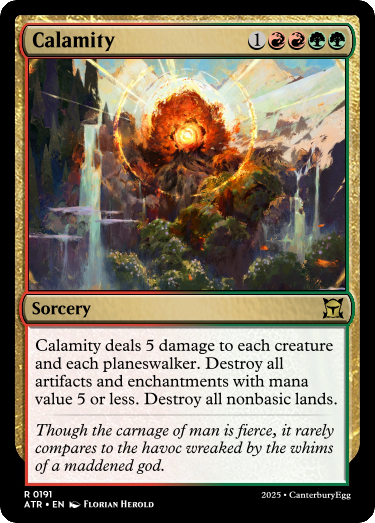 Calamity 1
Sorcery
Calamity deals 5 damage to each creature
and each planeswalker. Destroy all
artifacts and enchantments with mana
value 5 or less. Destroy all nonbasic lands.
Though the carnage of man is fierce, it rarely
compares to the havoc wreaked by the whims
of a maddened god.
R 0191
ATR • EN Florian Herold 2025 • CanterburyEgg